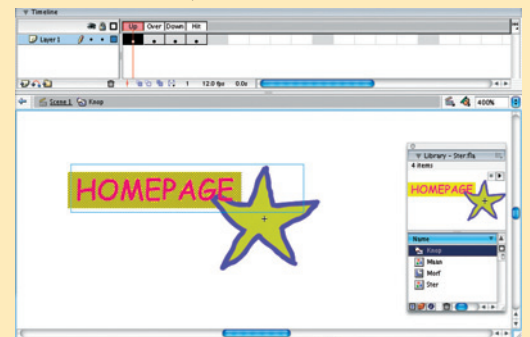 Timeline
Up Over Down Hit
Layer 1
1 12.0 fps 0.0s
Scene 1 Knop
400%
HOMEPAGE
Library - Ster.fla
4 items
HOMEPAGE
Name
Knop
Maan
Morf
Ster